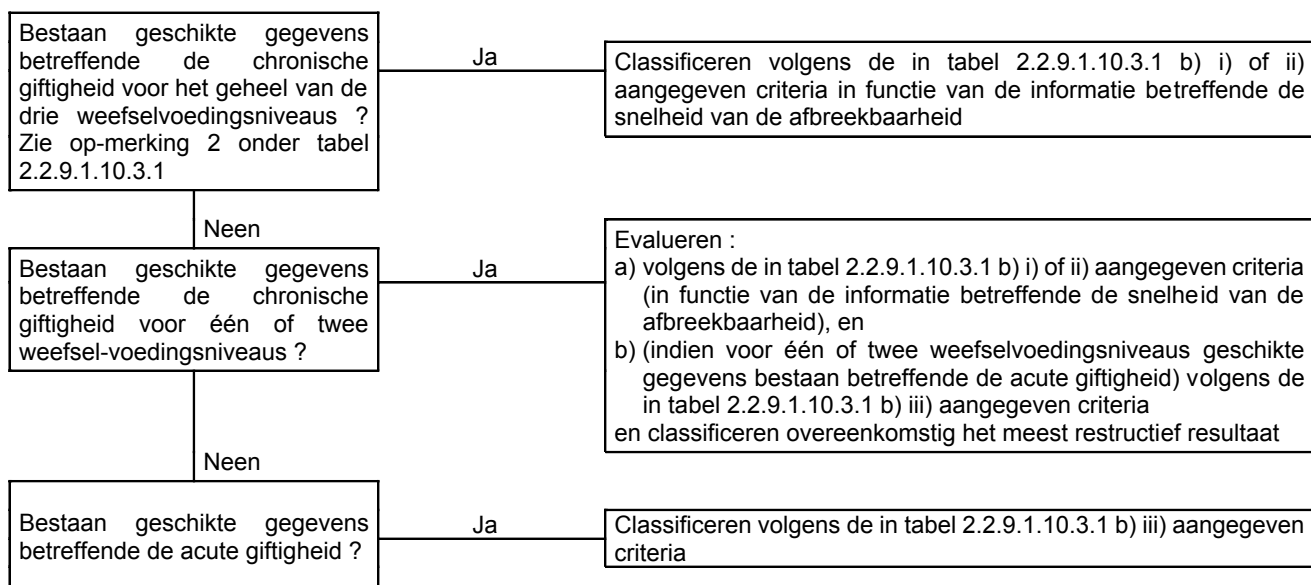 Bestaan geschikte gegevens
betreffende de chronische
giftigheid voor het geheel van de
drie weefselvoedingsniveaus ?
Zie op-merking 2 onder tabel
2.2.9.1.10.3.1
Ja
Classificeren volgens de in tabel 2.2.9.1.10.3.1 b) i) of ii)
aangegeven criteria in functie van de informatie betreffende de
snelheid van de afbreekbaarheid
Neen
Bestaan geschikte gegevens
betreffende de chronische
giftigheid voor één of twee
weefsel-voedingsniveaus ?
Ja
Evalueren :
a) volgens de in tabel 2.2.9.1.10.3.1 b) i) of ii) aangegeven criteria
(in functie van de informatie betreffende de snelheid van de
afbreekbaarheid), en
b) (indien voor één of twee weefselvoedingsniveaus geschikte
gegevens bestaan betreffende de acute giftigheid) volgens de
in tabel 2.2.9.1.10.3.1 b) iii) aangegeven criteria
en classificeren overeenkomstig het meest restructief resultaat
Neen
Bestaan geschikte gegevens
betreffende de acute giftigheid ?
Ja
Classificeren volgens de in tabel 2.2.9.1.10.3.1 b) iii) aangegeven
criteria